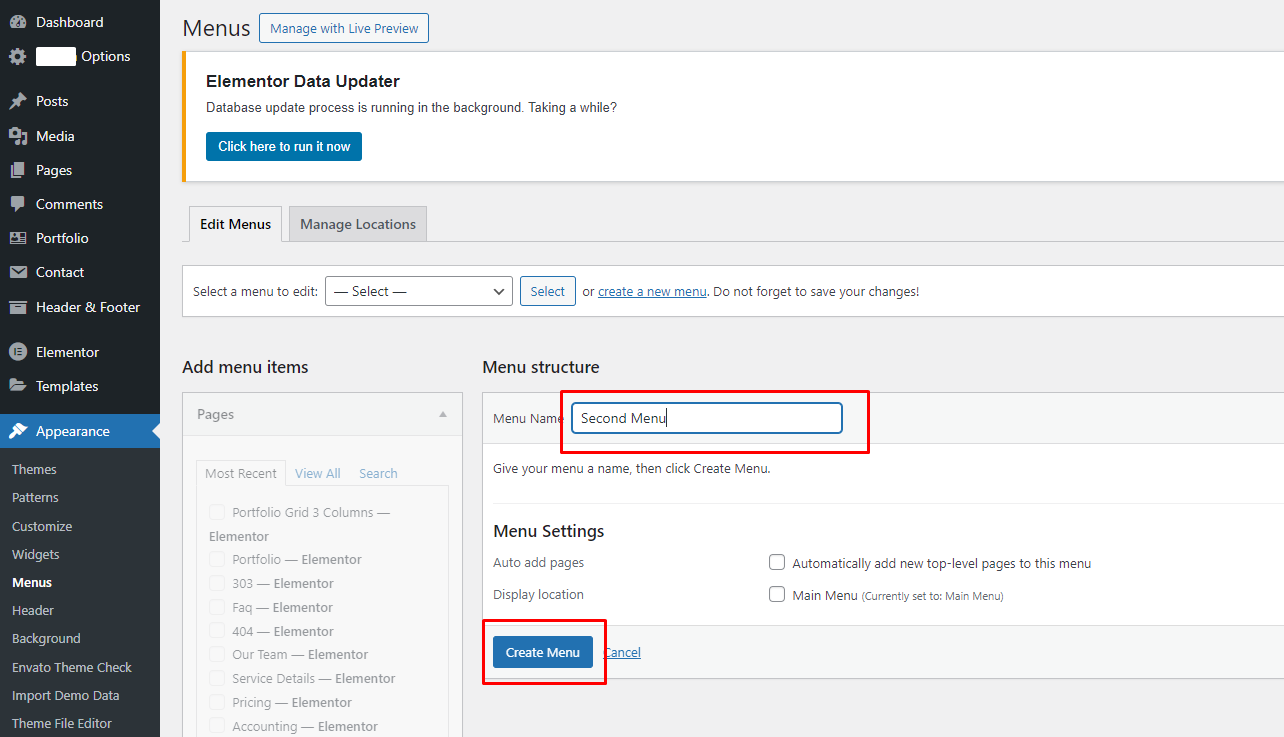 Dashboard
Options
Posts
Media
Pages
Comments
Portfolio
Contact
Header & Footer
Elementor
Templates
Appearance
Themes
Patterns
Customize
Widgets
Menus
Header
Background
Envato Theme Check
Import Demo Data
Theme File Editor
Menus Manage with Live Preview
Elementor Data Updater
Database update process is running in the background. Taking a while?
Click here to run it now
Edit Menus Manage Locations
Select a menu to edit: — Select — Select or create a new menu. Do not forget to save your changes!
Add menu items
Pages
Most Recent View All Search
Portfolio Grid 3 Columns —
Elementor
Portfolio — Elementor
303 — Elementor
Faq — Elementor
404 — Elementor
Our Team — Elementor
Service Details — Elementor
Pricing — Elementor
Accounting — Elementor
Menu structure
Menu Name Second Menu
Give your menu a name, then click Create Menu.
Menu Settings
Auto add pages Automatically add new top-level pages to this menu
Display location Main Menu (Currently set to: Main Menu)
Create Menu Cancel